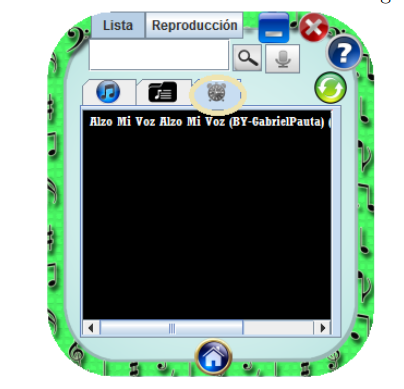 Lista Reproducción
?
Alzo Mi Voz Alzo Mi Voz (BY-GabrielPauta) (